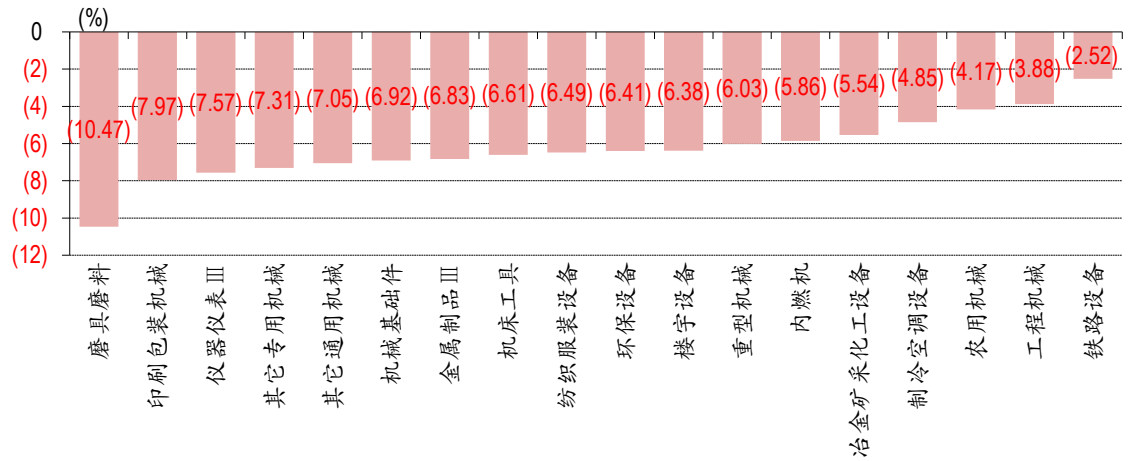 (%)
0
(2)
(4)
(6)
(8)
(10)
(12)
(10.47)
(7.97)
(7.57)
(7.31)
(7.05)
(6.92)
(6.83)
(6.61)
(6.49)
(6.41)
(6.38)
(6.03)
(5.86)
(5.54)
(4.85)
(4.17)
(3.88)
(2.52)
磨具磨料
印刷包装机械
仪器仪表Ⅲ
其它专用机械
其它通用机械
机械基础件
金属制品Ⅲ
机床工具
纺织服装设备
环保设备
楼宇设备
重型机械
内燃机
冶金矿采化工设备
制冷空调设备
农用机械
工程机械
铁路设备